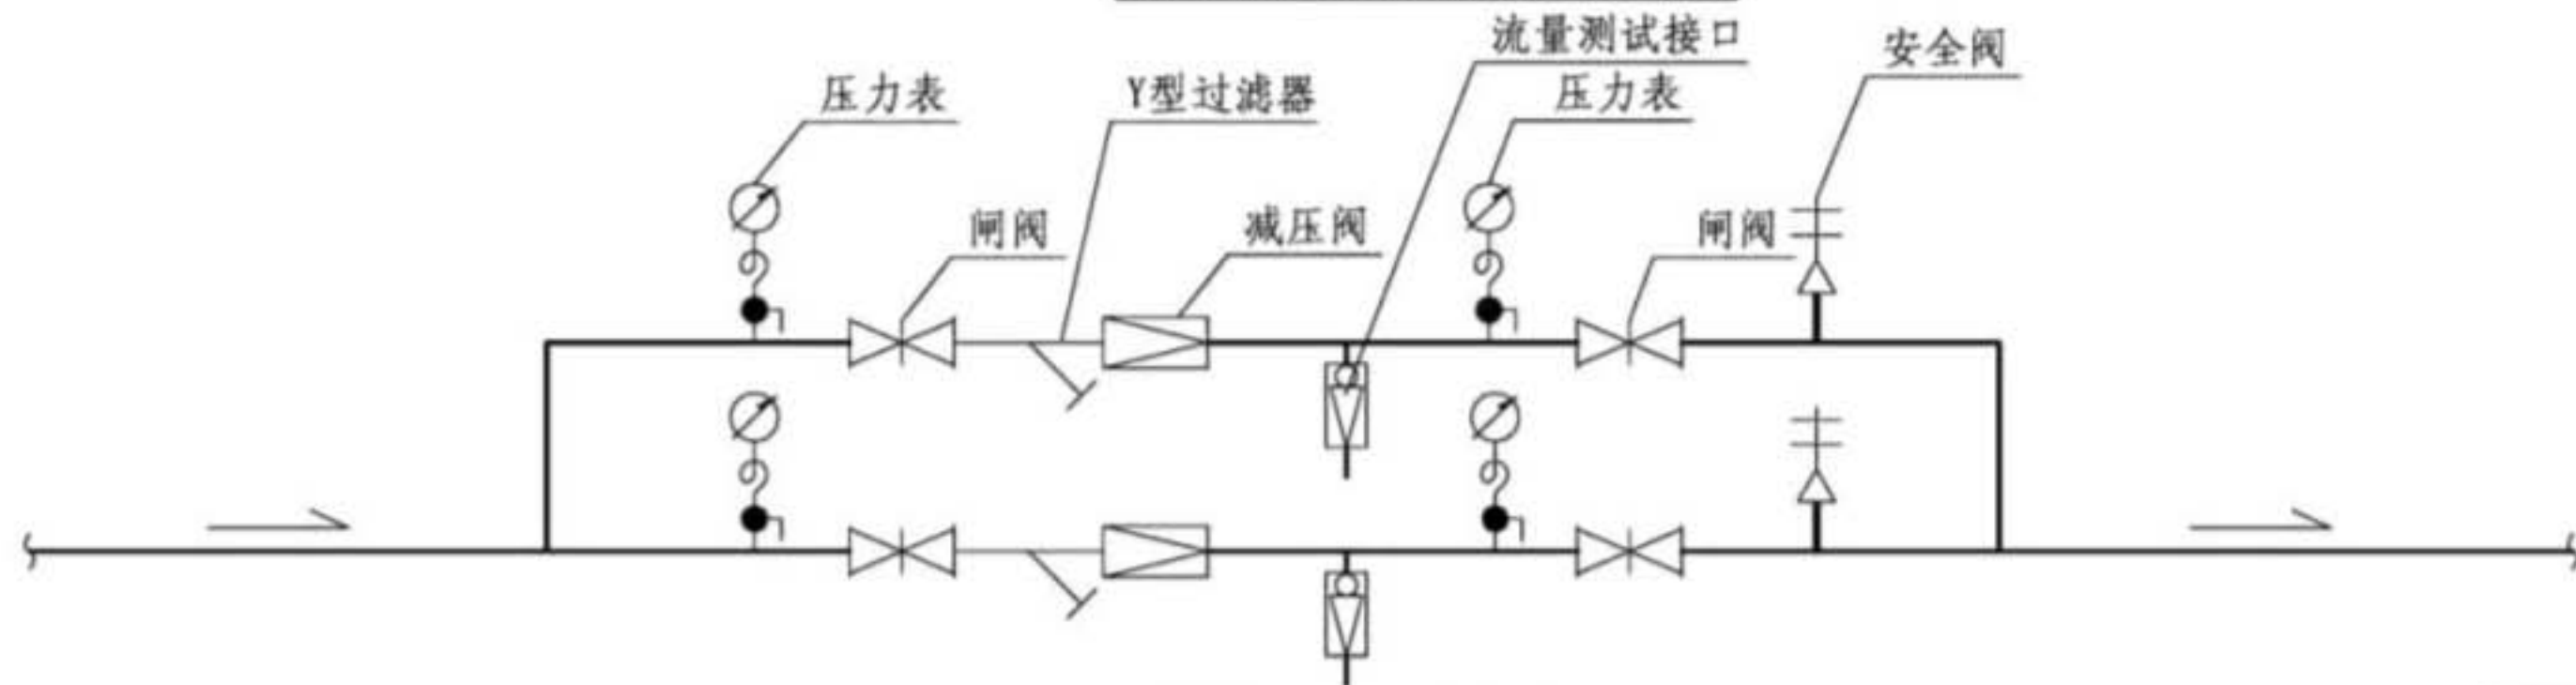 流量测试接口
安全阀
压力表
Y型过滤器
压力表
闸阀
减压阀
闸阀